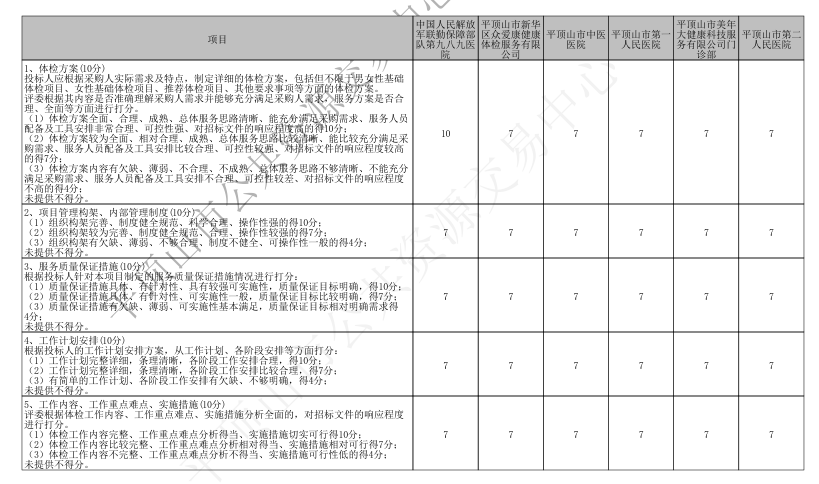 项目
中国人民解放
军联勤保障部
队第九八九医
院
平顶山市新华
区众爱康健康
体检服务有限
公司
平顶山市中医
医院
平顶山市第一
人民医院
平顶山市美年
大健康科技服
务有限公司门
诊部
平顶山市第二
人民医院
1、体检方案(10分)
投标人应根据采购人实际需求及特点，制定详细的体检方案，包括但不限于男女性基础
体检项目、女性基础体检项目、推荐体检项目、其他要求事项等方面的体检方案。
评委根据其内容是否准确理解采购人需求并能够充分满足采购人需求，服务方案是否合
理、全面等方面进行打分。
（1）体检方案全面、合理、成熟、总体服务思路清晰、能充分满足采购需求、服务人员
配备及工具安排非常合理、可控性强、对招标文件的响应程度高的得10分；
（2）体检方案较为全面、相对合理、成熟、总体服务思路比较清晰、能比较充分满足采
购需求、服务人员配备及工具安排比较合理、可控性较强、对招标文件的响应程度较高
的得7分；
（3）体检方案内容有欠缺、薄弱、不合理、不成熟、总体服务思路不够清晰、不能充分
满足采购需求、服务人员配备及工具安排不合理、可控性较差、对招标文件的响应程度
不高的得4分；
未提供不得分。
10 7 7 7 7 7
2、项目管理构架、内部管理制度(10分)
（1）组织构架完善、制度健全规范、科学合理、操作性强的得10分；
（2）组织构架较为完善、制度健全规范、合理、操作性较强的得7分；
（3）组织构架有欠缺、薄弱、不够合理、制度不健全、可操作性一般的得4分；
未提供不得分。
7 7 7 7 7 7
3、服务质量保证措施(10分)
根据投标人针对本项目制定的服务质量保证措施情况进行打分：
（1）质量保证措施具体、有针对性、具有较强可实施性，质量保证目标明确，得10分；
（2）质量保证措施具体、有针对性、可实施性一般，质量保证目标比较明确，得7分；
（3）质量保证措施有欠缺、薄弱、可实施性基本满足，质量保证目标相对明确需求得
4分；
未提供不得分。
7 7 7 7 7 7
4、工作计划安排(10分)
根据投标人的工作计划安排方案，从工作计划、各阶段安排等方面打分：
（1）工作计划完整详细，条理清晰，各阶段工作安排合理，得10分；
（2）工作计划完整详细，条理清晰，各阶段工作安排比较合理，得7分；
（3）有简单的工作计划、各阶段工作安排有欠缺、不够明确，得4分；
未提供不得分。
7 7 7 7 7 7
5、工作内容、工作重点难点、实施措施(10分)
评委根据体检工作内容、工作重点难点、实施措施分析全面的，对招标文件的响应程度
进行打分。
（1）体检工作内容完整、工作重点难点分析得当、实施措施切实可行得10分；
（2）体检工作内容比较完整、工作重点难点分析相对得当、实施措施相对可行得7分；
（3）体检工作内容不完整、工作重点难点分析不得当、实施措施可行性低的得4分；
未提供不得分。
7 7 7 7 7 7
平顶山市公共资源交易中心